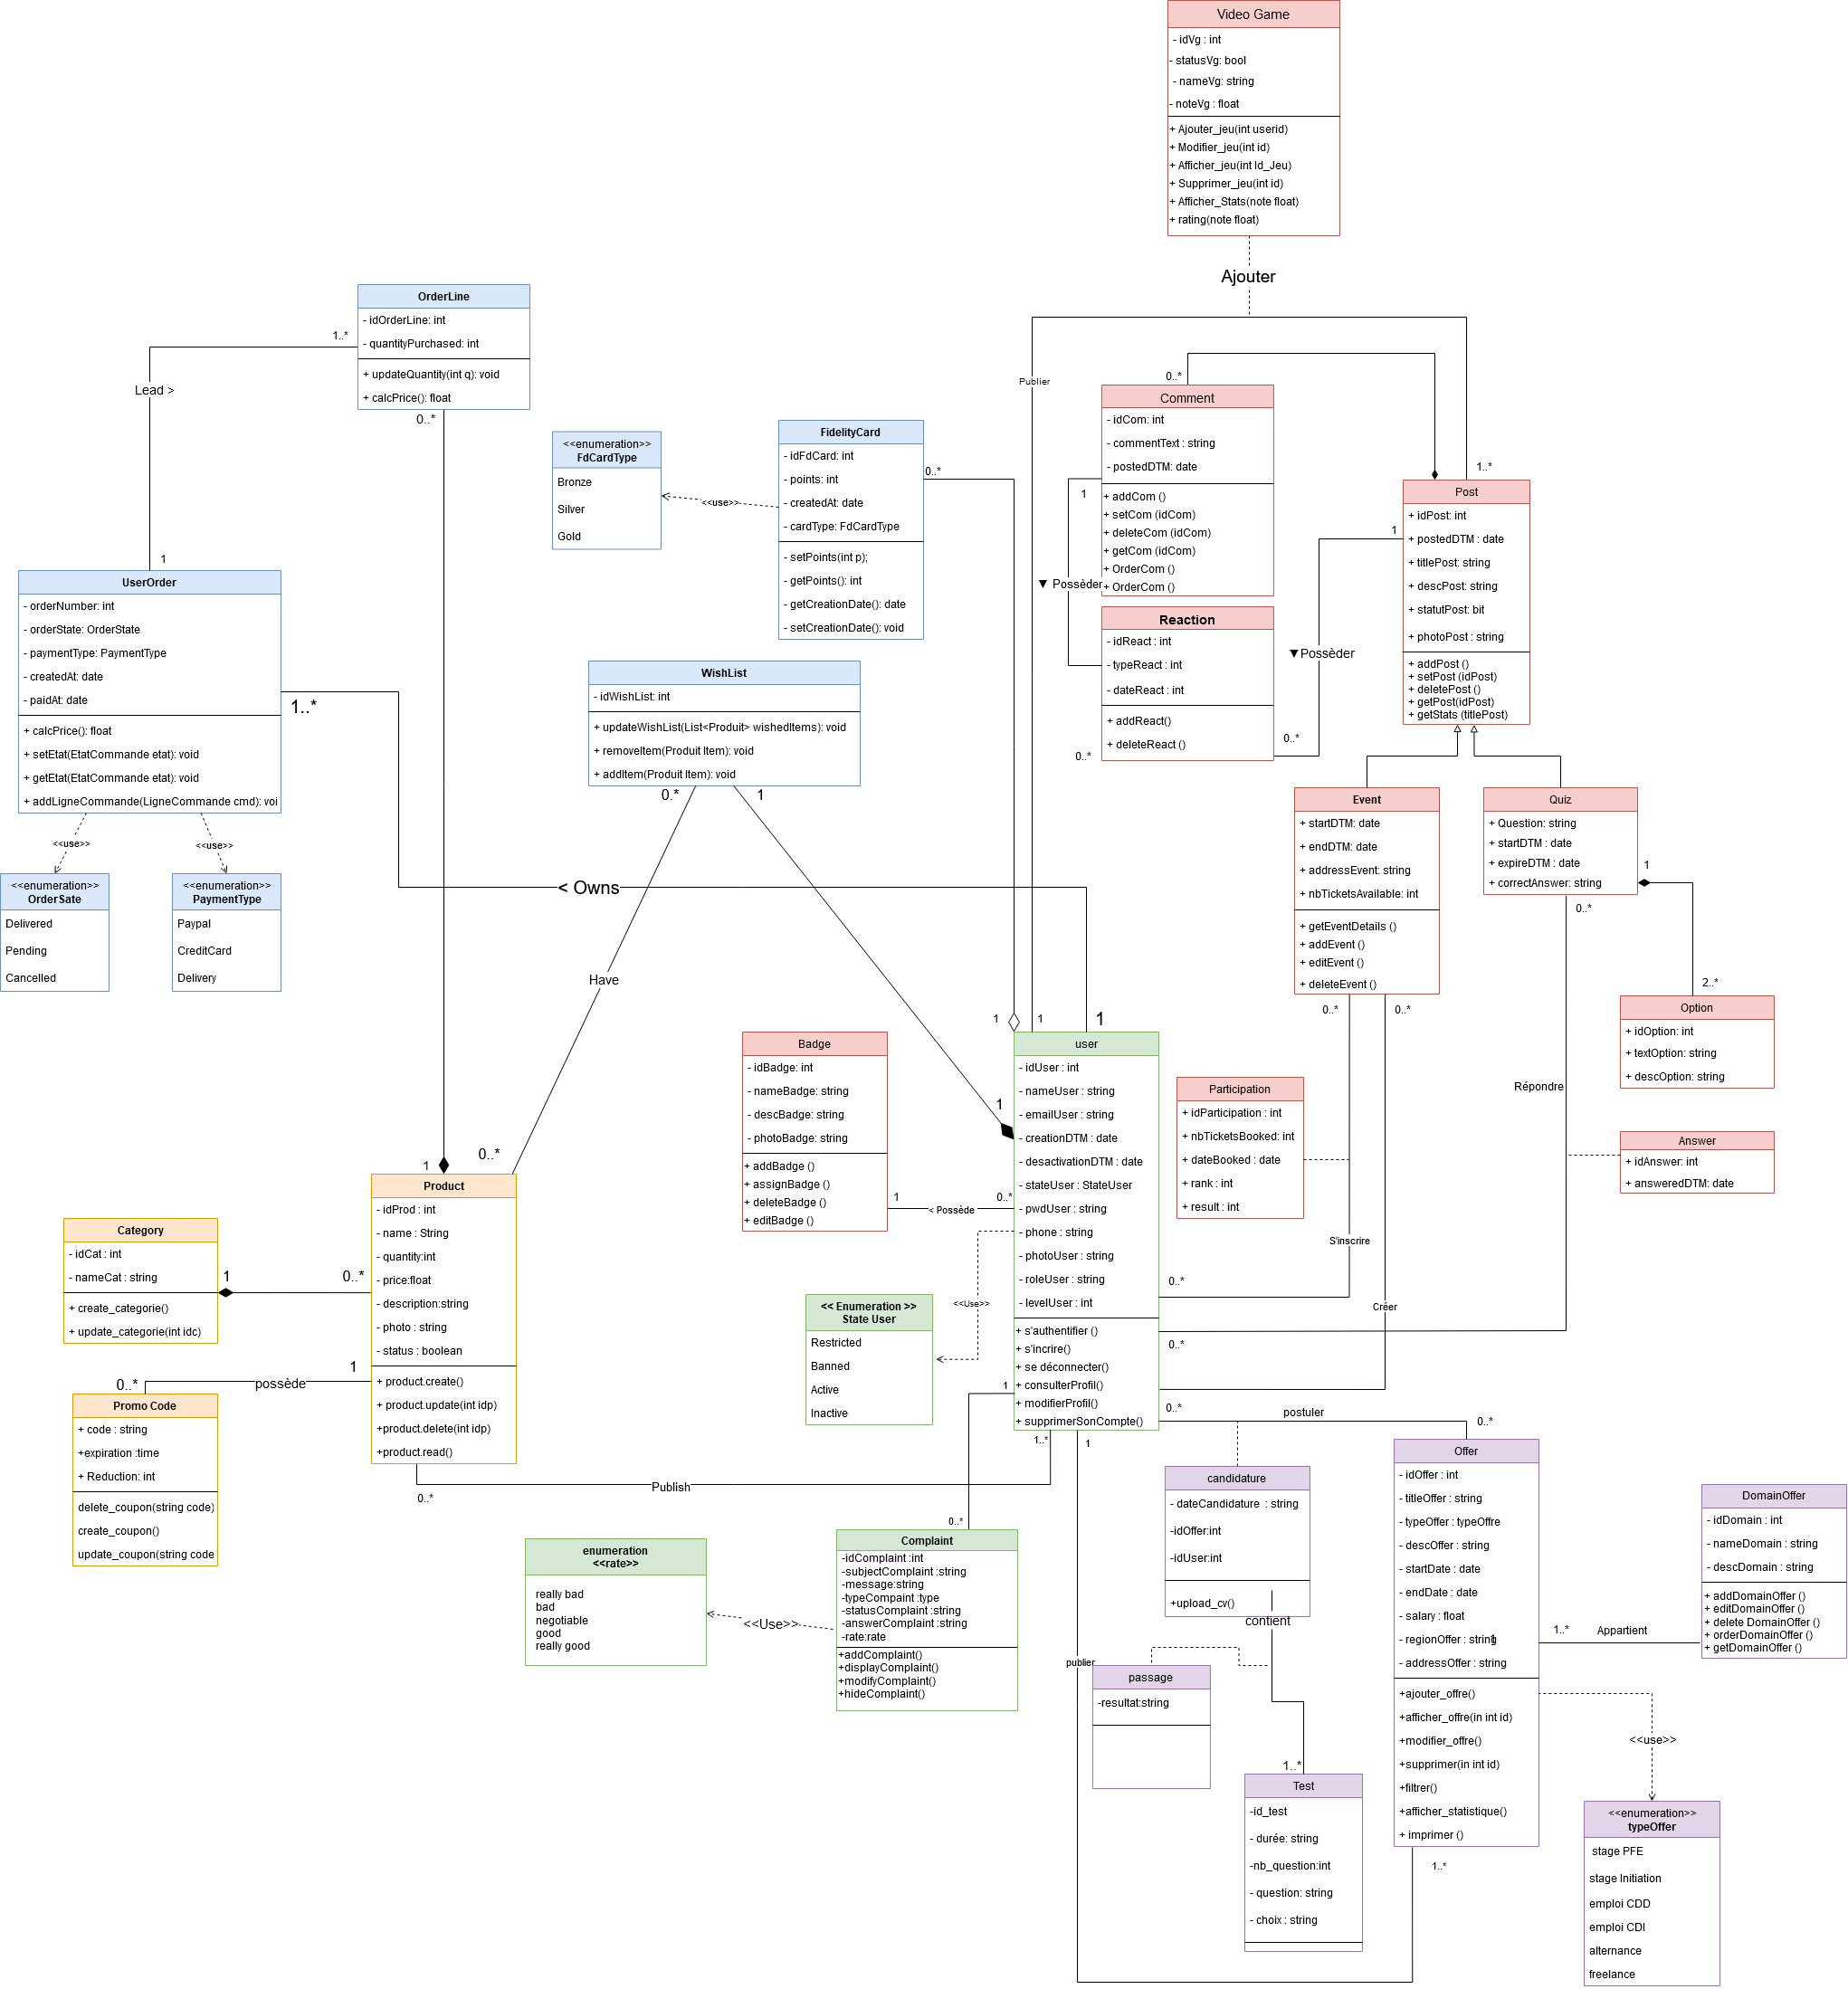 Video Game
- idVg : int
- statusVg: bool
- nameVg: string
- noteVg : float
+ Ajouter_jeu(int userid)
+ Modifier_jeu(int id)
+ Afficher_jeu(int Id_Jeu)
+ Supprimer_jeu(int id)
+ Afficher_Stats(note float)
+ rating(note float)
Ajouter
Publier
1..*
1
OrderLine
- idOrderLine: int
- quantityPurchased: int
+ updateQuantity(int q): void
+ calcPrice(): float
1..*
Lead >
1
0..*
1
<<enumeration>>
FdCardType
Bronze
Silver
Gold
<<use>>
FidelityCard
- idFdCard: int
- points: int
- createdAt: date
- cardType: FdCardType
- setPoints(int p);
- getPoints(): int
- getCreationDate(): date
- setCreationDate(): void
0..*
1
0..*
Comment
- idCom: int
- commentText : string
- postedDTM: date
+ addCom ()
+ setCom (idCom)
+ deleteCom (idCom)
+ getCom (idCom)
+ OrderCom ()
+ OrderCom ()
1
▼ Possèder
0..*
Reaction
- idReact : int
- typeReact : int
- dateReact : int
+ addReact()
+ deleteReact ()
1
▼Possèder
0..*
Post
+ idPost: int
+ postedDTM : date
+ titlePost: string
+ descPost: string
+ statutPost: bit
+ photoPost : string
+ addPost ()
+ setPost (idPost)
+ deletePost ()
+ getPost(idPost)
+ getStats (titlePost)
UserOrder
- orderNumber: int
- orderState: OrderState
- paymentType: PaymentType
- createdAt: date
- paidAt: date
+ calcPrice(): float
+ setEtat(EtatCommande etat): void
+ getEtat(EtatCommande etat): void
+ addLigneCommande(LigneCommande cmd): voi
1..*
< Owns
1
<<use>>
<<use>>
<<enumeration>>
OrderSate
Delivered
Pending
Cancelled
<<enumeration>>
PaymentType
Paypal
CreditCard
Delivery
WishList
- idWishList: int
+ updateWishList(List<Produit> wishedItems): void
+ removeItem(Produit Item): void
+ addItem(Produit Item): void
0.*
Have
0..*
1
1
Event
+ startDTM: date
+ endDTM: date
+ addressEvent: string
+ nbTicketsAvailable: int
+ getEventDetails ()
+ addEvent ()
+ editEvent ()
+ deleteEvent ()
0..*
0..*
Quiz
+ Question: string
+ startDTM : date
+ expireDTM : date
+ correctAnswer: string
1
0..*
2..*
Option
+ idOption: int
+ textOption: string
+ descOption: string
Répondre
Answer
+ idAnswer: int
+ answeredDTM: date
Participation
+ idParticipation : int
+ nbTicketsBooked: int
+ dateBooked : date
+ rank : int
+ result : int
S'inscrire
Créer
0..*
0..*
Badge
- idBadge: int
- nameBadge: string
- descBadge: string
- photoBadge: string
+ addBadge ()
+ assignBadge ()
+ deleteBadge ()
+ editBadge ()
1
< Possède
0..*
user
- idUser : int
- nameUser : string
- emailUser : string
- creationDTM : date
- desactivationDTM : date
- stateUser : StateUser
- pwdUser : string
- phone : string
- photoUser : string
- roleUser : string
- levelUser : int
+ s'authentifier ()
+ s'incrire()
+ se déconnecter()
+ consulterProfil()
+ modifierProfil()
+ supprimerSonCompte()
<<Use>>
<< Enumeration >>
State User
Restricted
Banned
Active
Inactive
Category
- idCat : int
- nameCat : string
+ create_categorie()
+ update_categorie(int idc)
1
0..*
Product
- idProd : int
- name : String
- quantity:int
- price:float
- description:string
- photo : string
- status : boolean
+ product.create()
+ product.update(int idp)
+product.delete(int idp)
+product.read()
1
possède
0..*
Promo Code
+ code : string
+expiration :time
+ Reduction: int
delete_coupon(string code)
create_coupon()
update_coupon(string code
0..*
Publish
1..*
1
0..*
enumeration
<<rate>>
really bad
bad
negotiable
good
really good
<<Use>>
Complaint
-idComplaint :int
-subjectComplaint :string
-message:string
-typeCompaint :type
-statusComplaint :string
-answerComplaint :string
-rate:rate
+addComplaint()
+displayComplaint()
+modifyComplaint()
+hideComplaint()
0..*
postuler
0..*
candidature
- dateCandidature : string
-idOffer:int
-idUser:int
+upload_cv()
contient
passage
-resultat:string
1..*
Test
-id_test
- durée: string
-nb_question:int
- question: string
- choix : string
1
publier
1..*
Offer
- idOffer : int
- titleOffer : string
- typeOffer : typeOffre
- descOffer : string
- startDate : date
- endDate : date
- salary : float
- regionOffer : string
- addressOffer : string
+ajouter_offre()
+afficher_offre(in int id)
+modifier_offre()
+supprimer(in int id)
+filtrer()
+afficher_statistique()
+ imprimer ()
1
1..*
Appartient
DomainOffer
- idDomain : int
- nameDomain : string
- descDomain : string
+ addDomainOffer ()
+ editDomainOffer ()
+ delete DomainOffer ()
+ orderDomainOffer ()
+ getDomainOffer ()
<<use>>
<<enumeration>>
typeOffer
stage PFE
stage Initiation
emploi CDD
emploi CDI
alternance
freelance